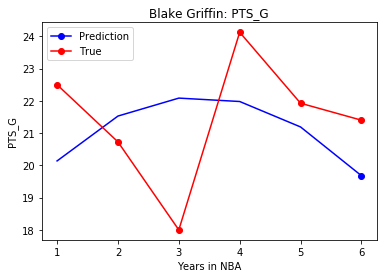 Blake Griffin: PTS_G
Prediction
True
PTS_G
24
23
22
21
20
19
18
1 2 3 4 5 6
Years in NBA